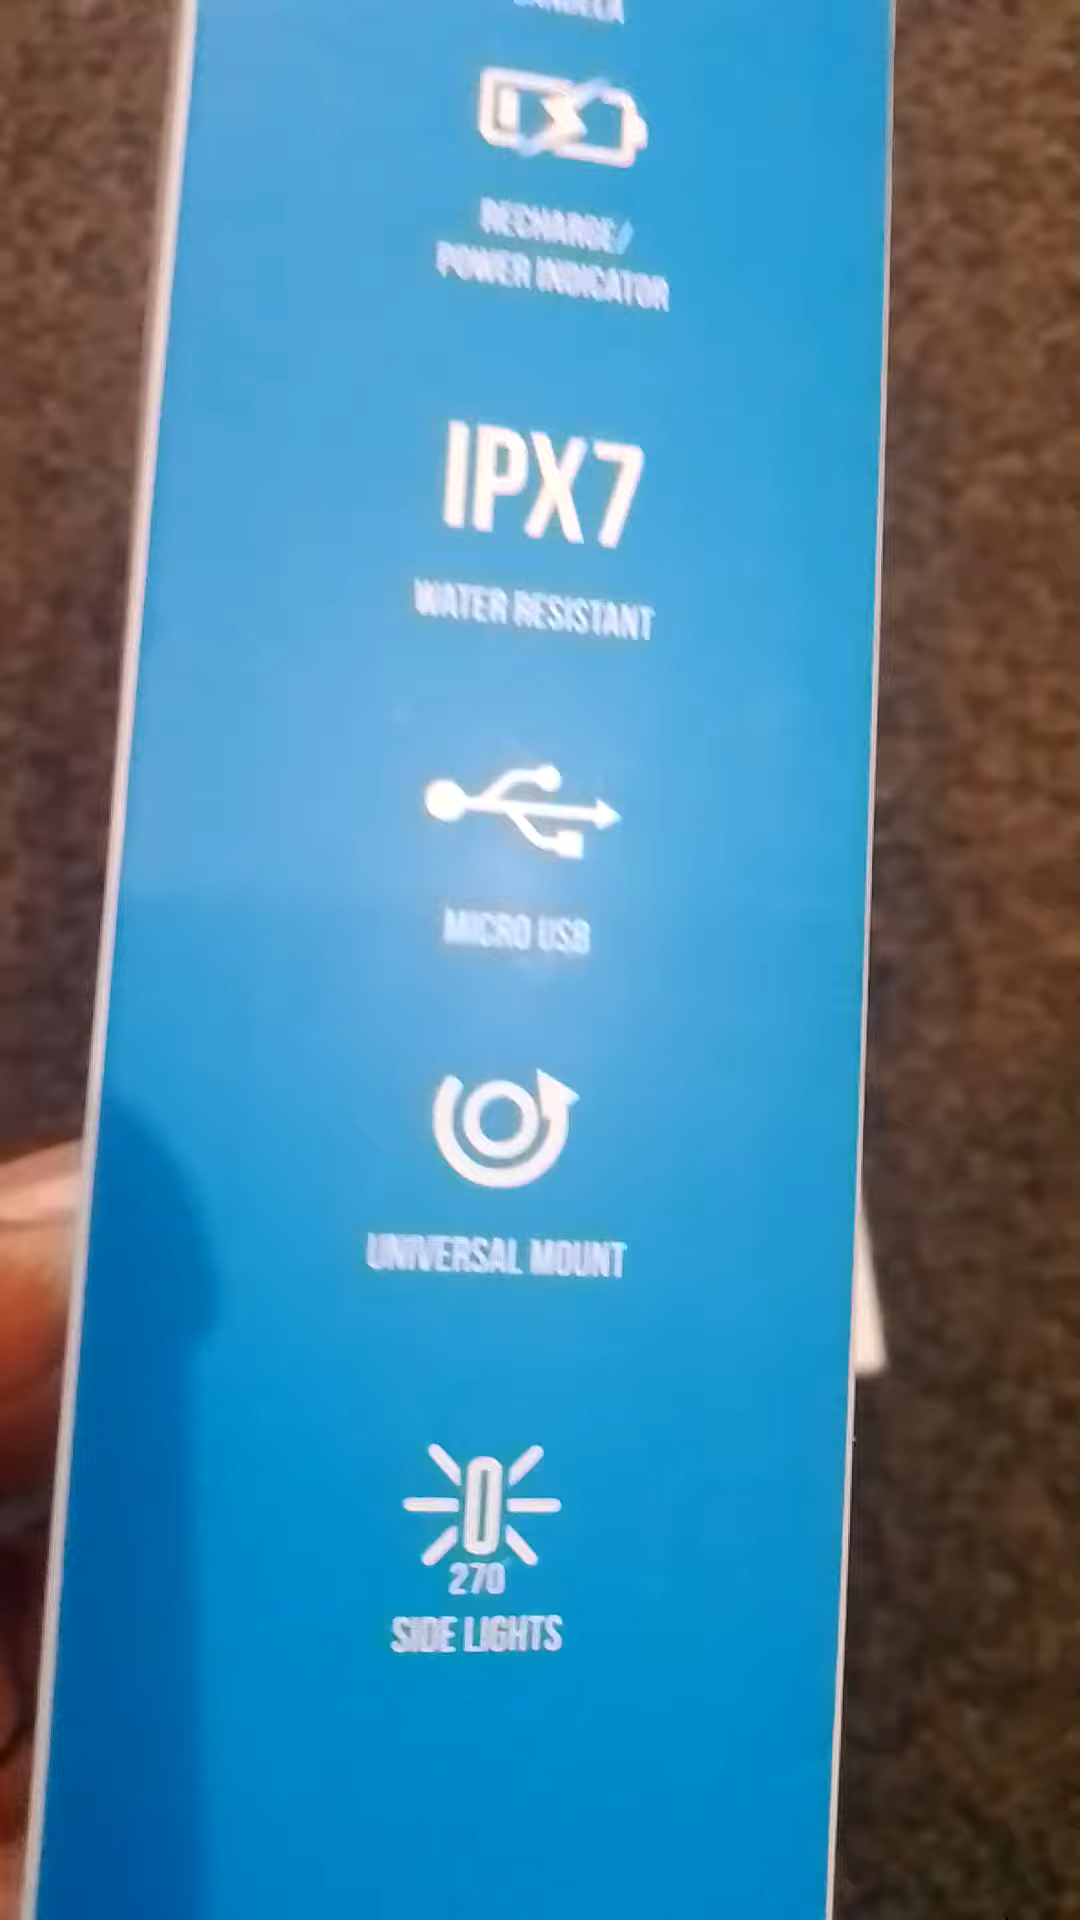 RECHARGE/
POWER INDICATOR
IPX7
WATER RESISTANT
MICRO USB
UNIVERSAL MOUNT
270
SIDE LIGHTS